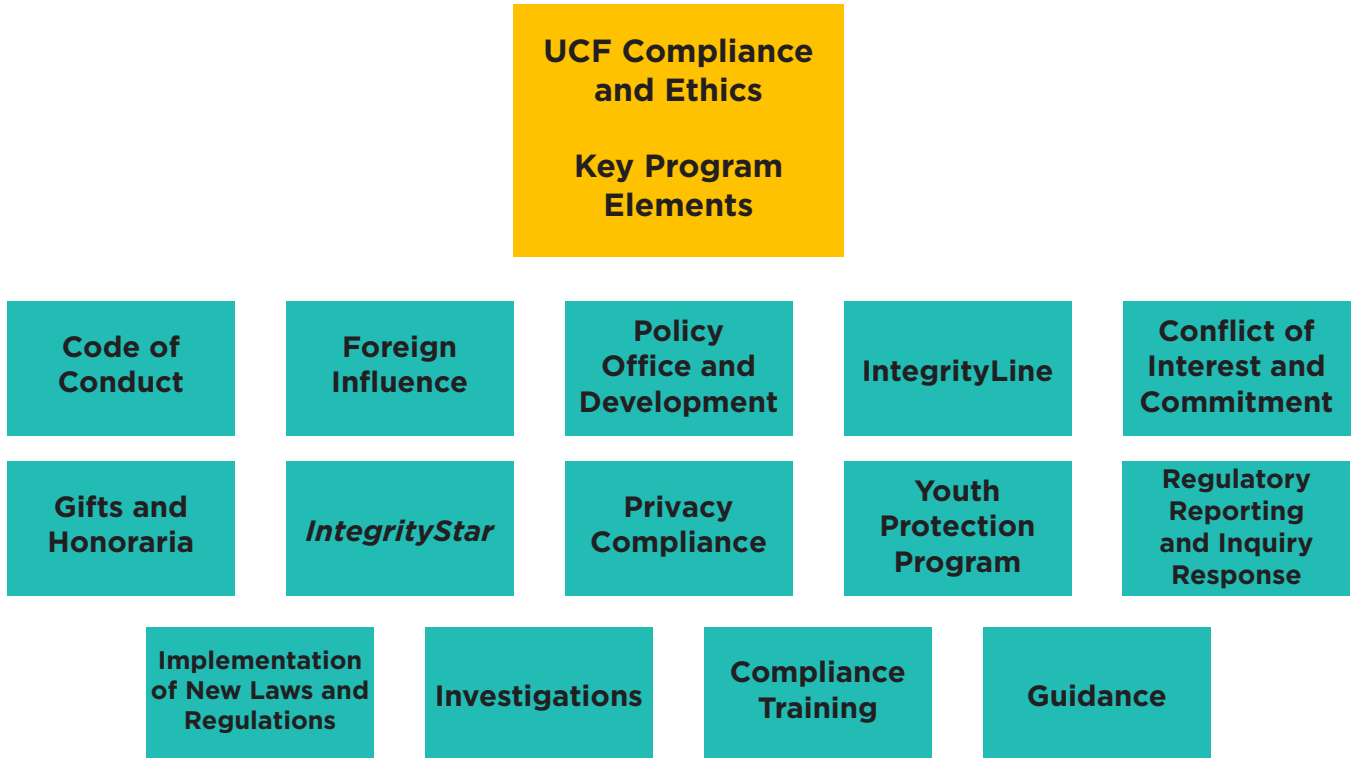 UCF Compliance
and Ethics
Key Program
Elements
Code of
Conduct
Foreign
Influence
Policy
Office and
Development
IntegrityLine
Conflict of
Interest and
Commitment
Gifts and
Honoraria
IntegrityStar
Privacy
Compliance
Youth
Protection
Program
Regulatory
Reporting
and Inquiry
Response
Implementation
of New Laws and
Regulations
Investigations
Compliance
Training
Guidance